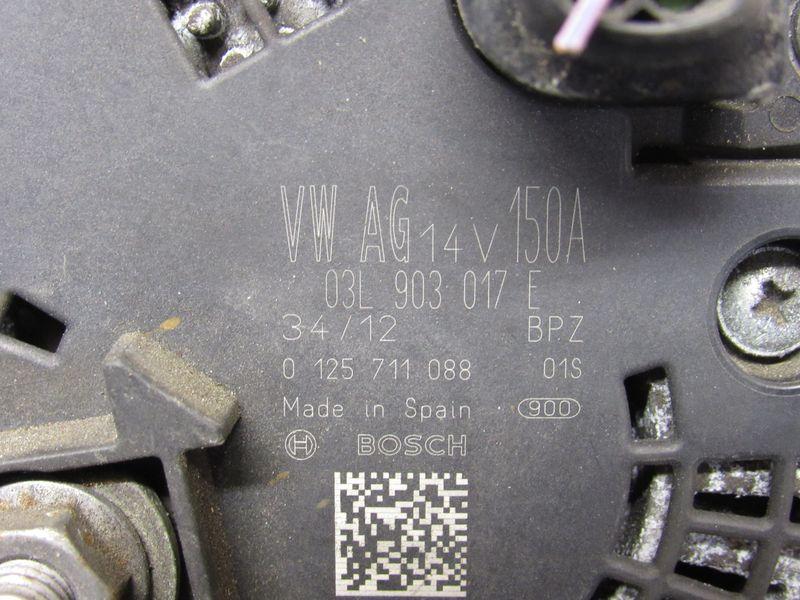 VW AG 14V 150A
03L 903 017 E
34/12 BPZ
0 125 711 088 01S
Made in Spain 900
BOSCH